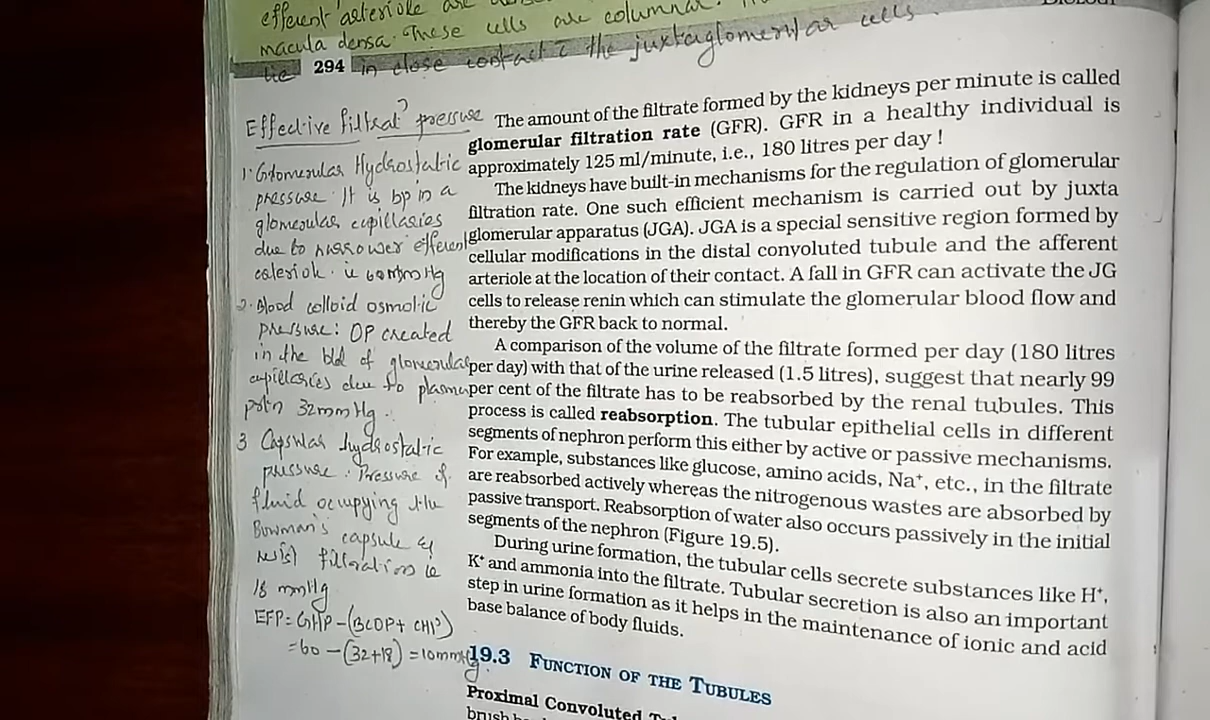 efferent arteriole are
macula densa. These cells are columnar.
lie in close contact c the juxtaglomerular cells
294
Effective filtratn pressure
1. Glomerular Hydrostatic
pressure. It is bp in a
glomerular capillaries
due to narrower efferent
arteriole. ie 60mmHg
2. Blood colloid osmotic
pressure: OP created
in the bld of glomerular
capillaries due to plasma
protn 32mmHg.
3 Capsular hydrostatic
pressure: Pressure of
fluid occupying the
Bowman's capsule &
resist filtration ie
18 mmHg
EFP = GHP - (BCOP + CHP)
= 60 - (32+18) = 10mmHg.
The amount of the filtrate formed by the kidneys per minute is called
glomerular filtration rate (GFR). GFR in a healthy individual is
approximately 125 ml/minute, i.e., 180 litres per day !
The kidneys have built-in mechanisms for the regulation of glomerular
filtration rate. One such efficient mechanism is carried out by juxta
glomerular apparatus (JGA). JGA is a special sensitive region formed by
cellular modifications in the distal convoluted tubule and the afferent
arteriole at the location of their contact. A fall in GFR can activate the JG
cells to release renin which can stimulate the glomerular blood flow and
thereby the GFR back to normal.
A comparison of the volume of the filtrate formed per day (180 litres
per day) with that of the urine released (1.5 litres), suggest that nearly 99
per cent of the filtrate has to be reabsorbed by the renal tubules. This
process is called reabsorption. The tubular epithelial cells in different
segments of nephron perform this either by active or passive mechanisms.
For example, substances like glucose, amino acids, Na⁺, etc., in the filtrate
are reabsorbed actively whereas the nitrogenous wastes are absorbed by
passive transport. Reabsorption of water also occurs passively in the initial
segments of the nephron (Figure 19.5).
During urine formation, the tubular cells secrete substances like H⁺,
K⁺ and ammonia into the filtrate. Tubular secretion is also an important
step in urine formation as it helps in the maintenance of ionic and acid
base balance of body fluids.
19.3 FUNCTION OF THE TUBULES
Proximal Convoluted